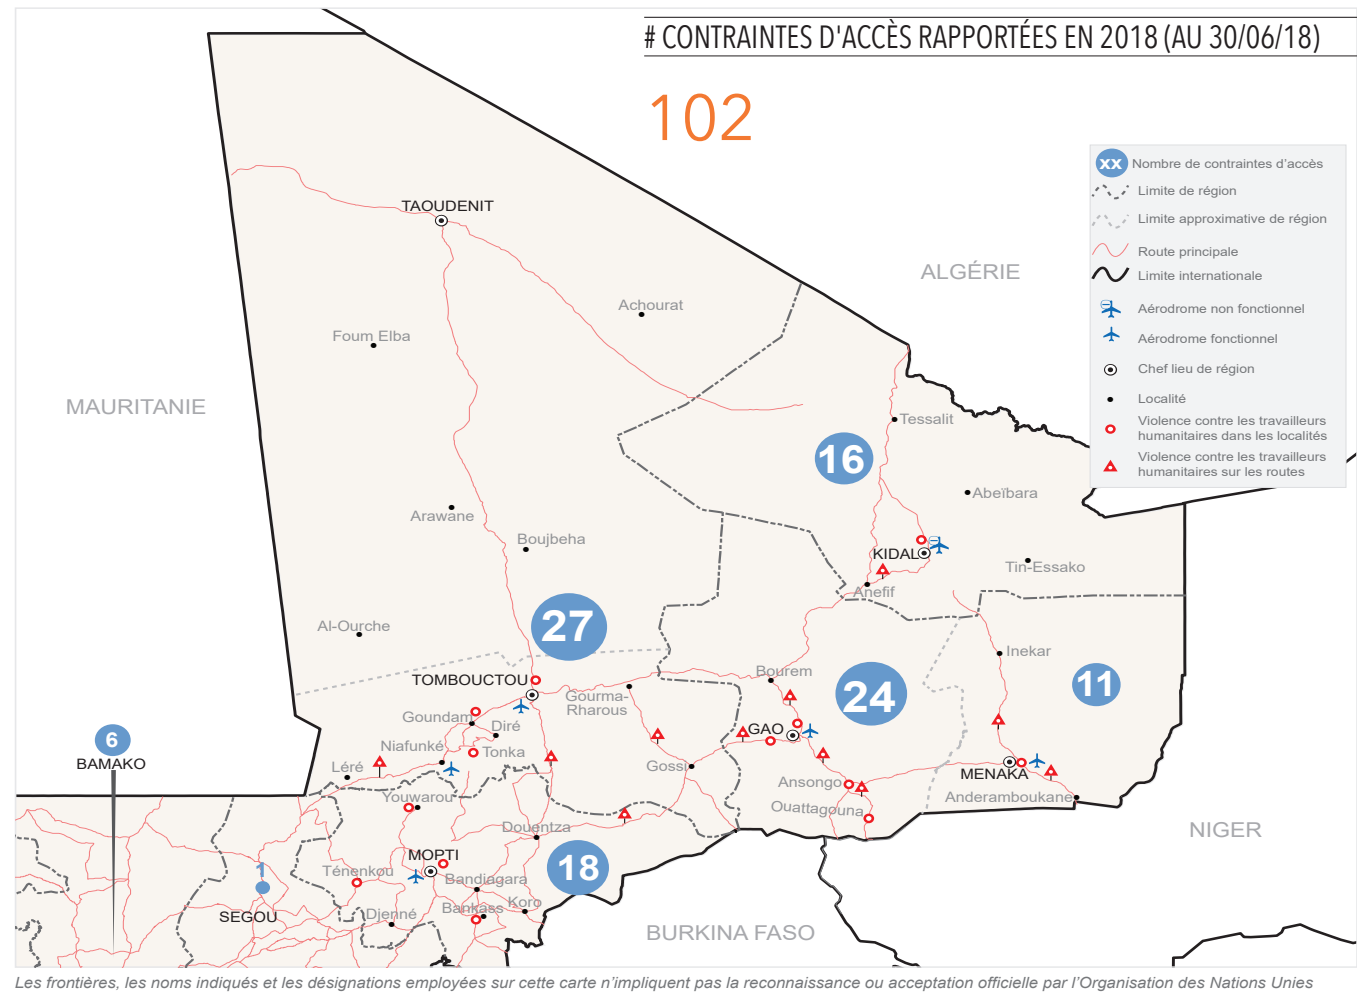 # CONTRAINTES D'ACCÈS RAPPORTÉES EN 2018 (AU 30/06/18)
102
xx Nombre de contraintes d'accès
Limite de région
Limite approximative de région
Route principale
Limite internationale
Aérodrome non fonctionnel
Aérodrome fonctionnel
Chef lieu de région
Localité
Violence contre les travailleurs
humanitaires dans les localités
Violence contre les travailleurs
humanitaires sur les routes
TAOUDENIT
ALGÉRIE
Achourat
Foum Elba
MAURITANIE
Tessalit
16
Abeïbara
Arawane
Boujbeha
KIDAL
Tin-Essako
Anefif
Al-Ourche
27
Inekar
Bourem
TOMBOUCTOU
Gourma-
Rharous
24
11
Goundam
Diré
GAO
6
BAMAKO
Niafunké
Tonka
Léré
Gossi
Ansongo
MENAKA
Youwarou
Anderamboukane
Ouattagouna
Douentza
NIGER
MOPTI
18
1
Ténenkou
Bandiagara
SEGOU
Djenné
Bankass
Koro
BURKINA FASO
Les frontières, les noms indiqués et les désignations employées sur cette carte n'impliquent pas la reconnaissance ou acceptation officielle par l'Organisation des Nations Unies